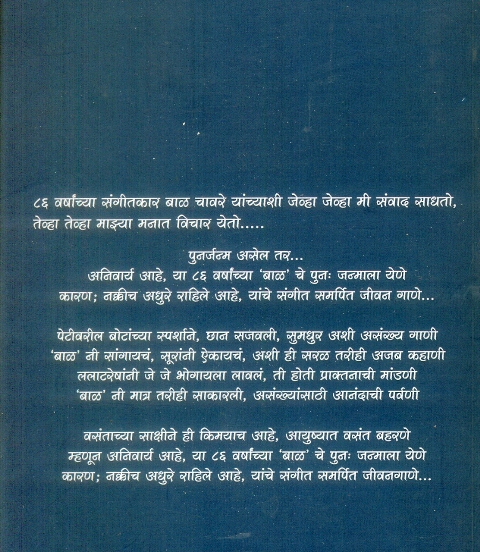 ८६ वर्षांच्या संगीतकार बाळ चावरे यांच्याशी जेव्हा जेव्हा मी संवाद साधतो,
तेव्हा तेव्हा माझ्या मनात विचार येतो.....
पुनर्जन्म असेल तर...
अनिवार्य आहे, या ८६ वर्षांच्या 'बाळ' चे पुनः जन्माला येणे
कारण; नक्कीच अधुरे राहिले आहे, यांचे संगीत समर्पित जीवन गाणे...
पेटीवरील बोटांच्या स्पर्शाने, छान सजवली, सुमधुर अशी असंख्य गाणी
'बाळ' नी सांगायचं, सूरांनी ऐकायचं, अशी ही सरळ तरीही अजब कहाणी
ललाटरेषांनी जे जे भोगायला लावलं, ती होती प्राक्तनाची मांडणी
'बाळ' नी मात्र तरीही साकारली, असंख्यांसाठी आनंदाची पर्वणी
वसंताच्या साक्षीने ही किमयाच आहे, आयुष्यात वसंत बहरणे
म्हणून अनिवार्य आहे, या ८६ वर्षांच्या 'बाळ' चे पुनः जन्माला येणे
कारण; नक्कीच अधुरे राहिले आहे, यांचे संगीत समर्पित जीवनगाणे...